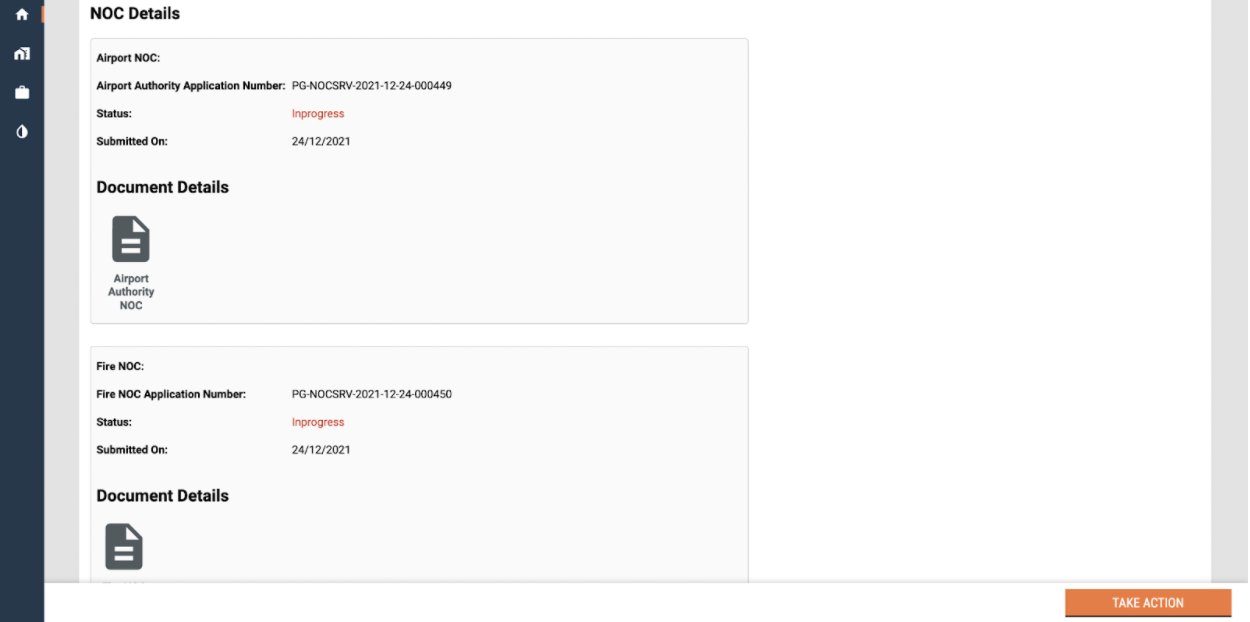 NOC Details
Airport NOC:
Airport Authority Application Number: PG-NOCSRV-2021-12-24-000449
Status: Inprogress
Submitted On: 24/12/2021
Document Details
Airport
Authority
NOC
Fire NOC:
Fire NOC Application Number: PG-NOCSRV-2021-12-24-000450
Status: Inprogress
Submitted On: 24/12/2021
Document Details
TAKE ACTION